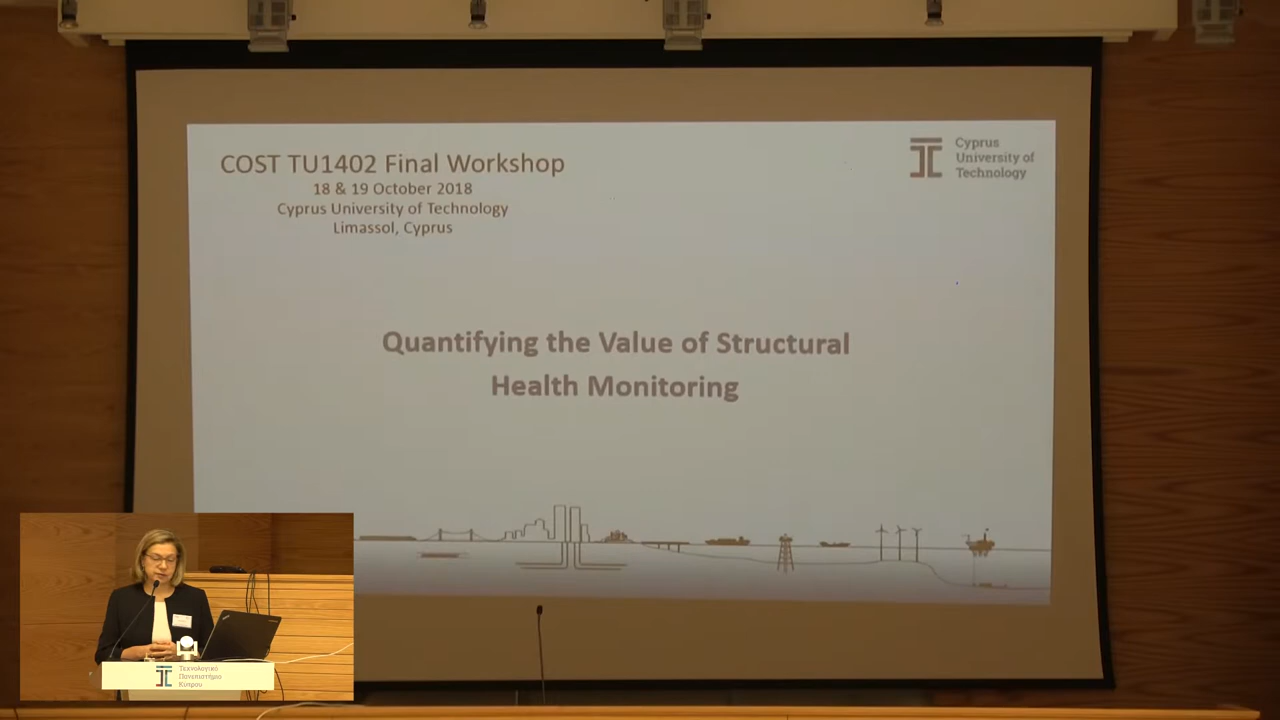 COST TU1402 Final Workshop
18 & 19 October 2018
Cyprus University of Technology
Limassol, Cyprus
Cyprus
University of
Technology
Quantifying the Value of Structural
Health Monitoring
Τεχνολογικό
Πανεπιστήμιο
Κύπρου